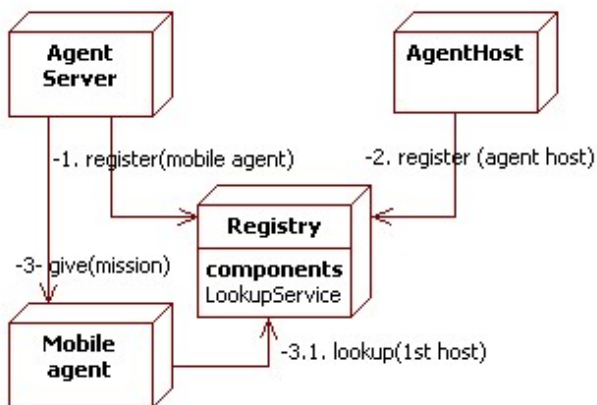 Agent
Server
AgentHost
-1. register(mobile agent)
-2. register (agent host)
Registry
components
LookupService
-3- give(mission)
Mobile
agent
-3.1. lookup(1st host)